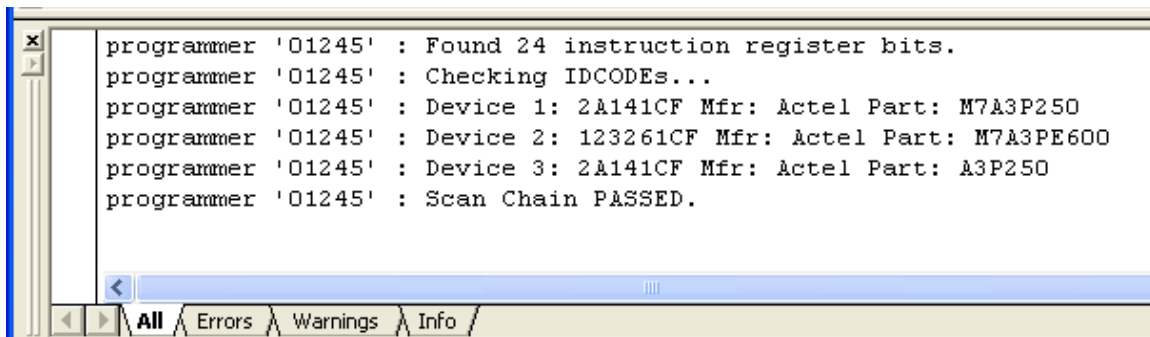 programmer '01245' : Found 24 instruction register bits.
programmer '01245' : Checking IDCODEs...
programmer '01245' : Device 1: 2A141CF Mfr: Actel Part: M7A3P250
programmer '01245' : Device 2: 123261CF Mfr: Actel Part: M7A3PE600
programmer '01245' : Device 3: 2A141CF Mfr: Actel Part: A3P250
programmer '01245' : Scan Chain PASSED.
All Errors Warnings Info